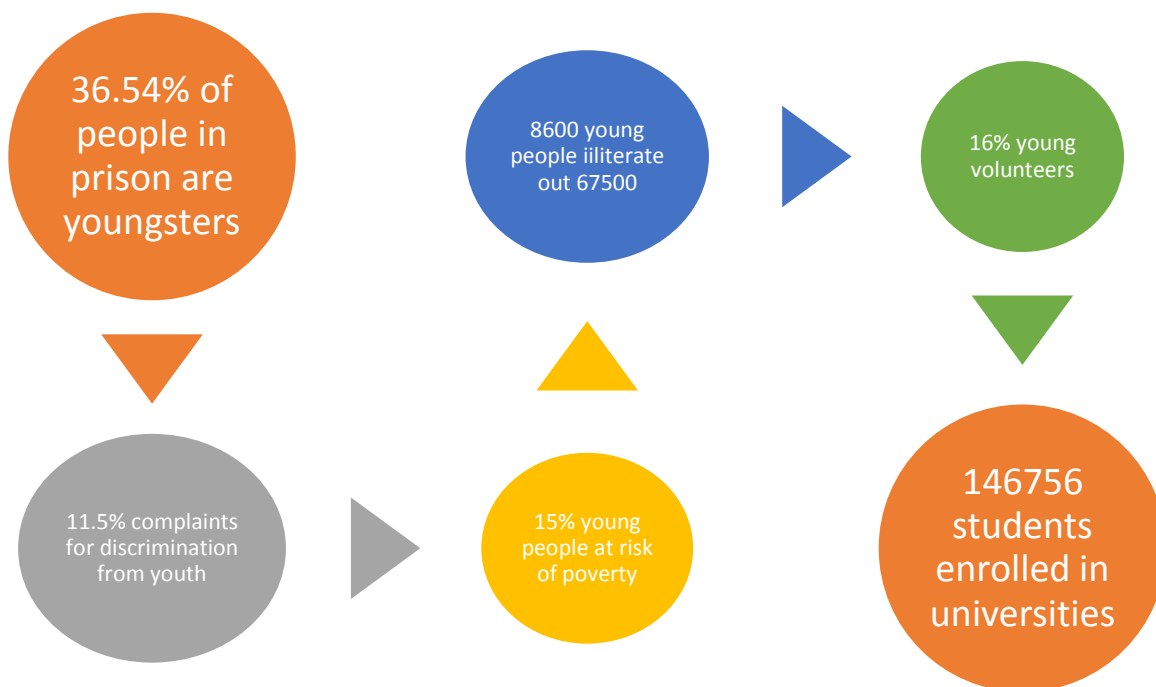 36.54% of
people in
prison are
youngsters
11.5% complaints
for discrimination
from youth
15% young
people at risk
of poverty
8600 young
people iiliterate
out 67500
16% young
volunteers
146756
students
enrolled in
universities